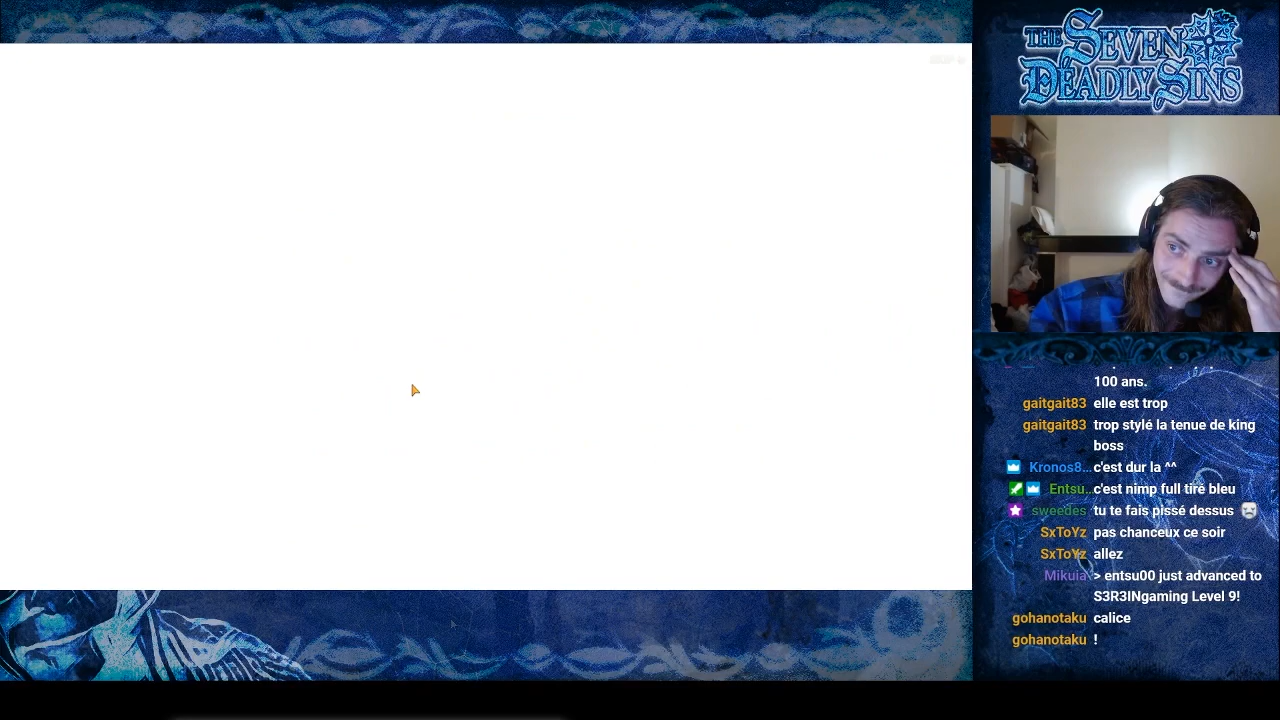 THE SEVEN
DEADLY SINS
100 ans.
gaitgait83 elle est trop
gaitgait83 trop stylé la tenue de king
boss
Kronos8... c'est dur la ^^
Entsu... c'est nimp full tire bleu
sweedes tu te fais pissé dessus
SxToYz pas chanceux ce soir
SxToYz allez
Mikuia > entsu00 just advanced to
S3R3INgaming Level 9!
gohanotaku calice
gohanotaku !